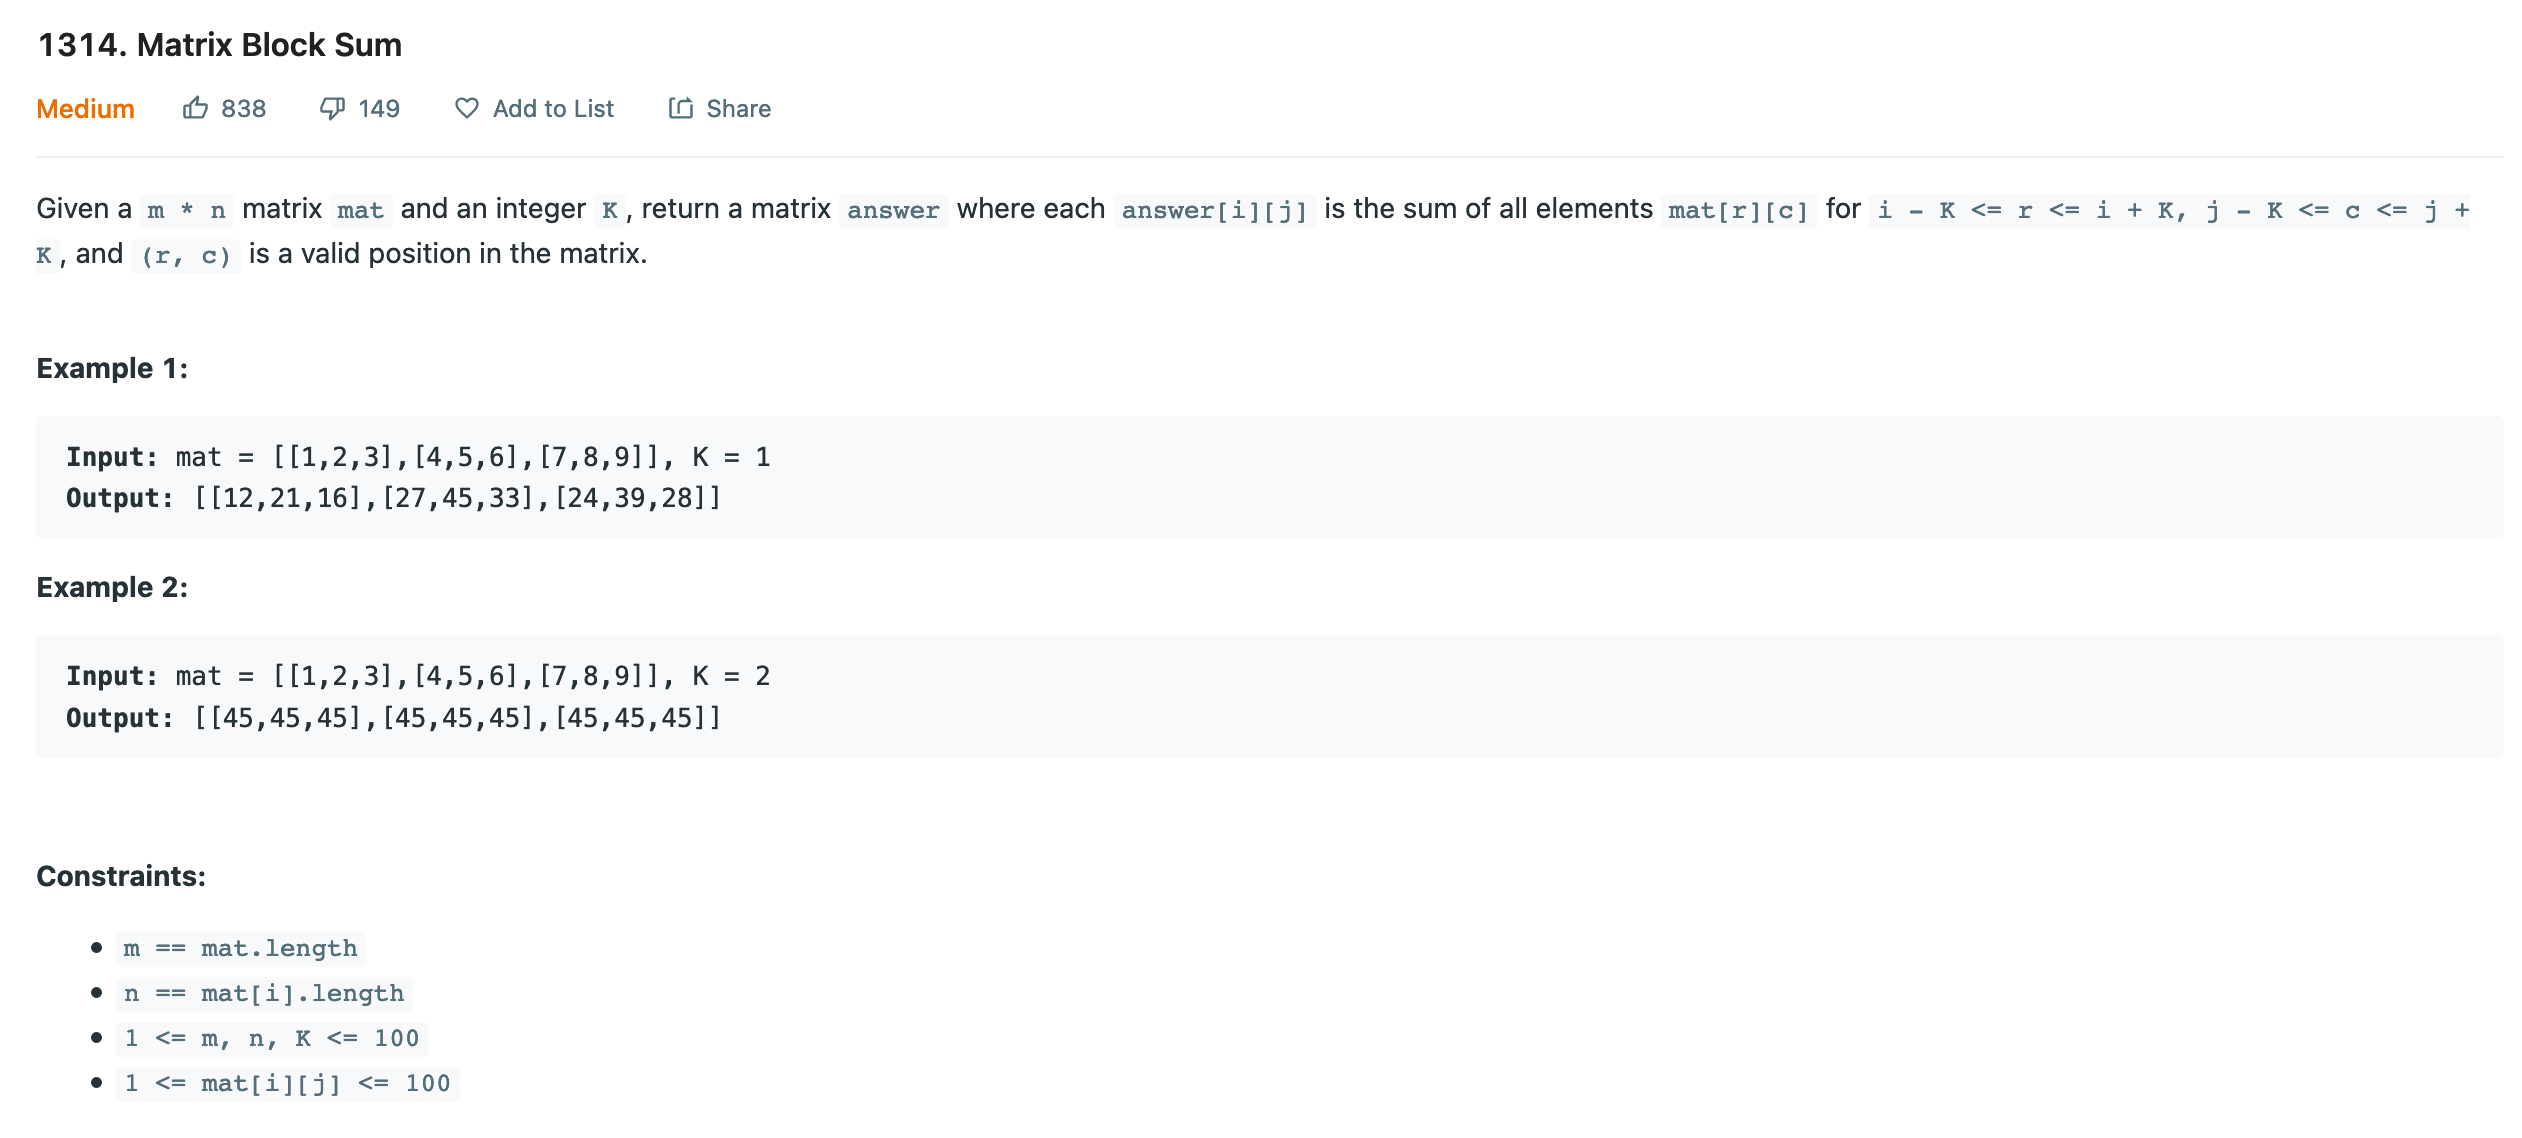 1314. Matrix Block Sum
Medium 838 149 Add to List Share
Given a m * n matrix mat and an integer K, return a matrix answer where each answer[i][j] is the sum of all elements mat[r][c] for i - K <= r <= i + K, j - K <= c <= j +
K, and (r, c) is a valid position in the matrix.
Example 1:
Input: mat = [[1,2,3],[4,5,6],[7,8,9]], K = 1
Output: [[12,21,16],[27,45,33],[24,39,28]]
Example 2:
Input: mat = [[1,2,3],[4,5,6],[7,8,9]], K = 2
Output: [[45,45,45],[45,45,45],[45,45,45]]
Constraints:
• m == mat.length
• n == mat[i].length
• 1 <= m, n, K <= 100
• 1 <= mat[i][j] <= 100